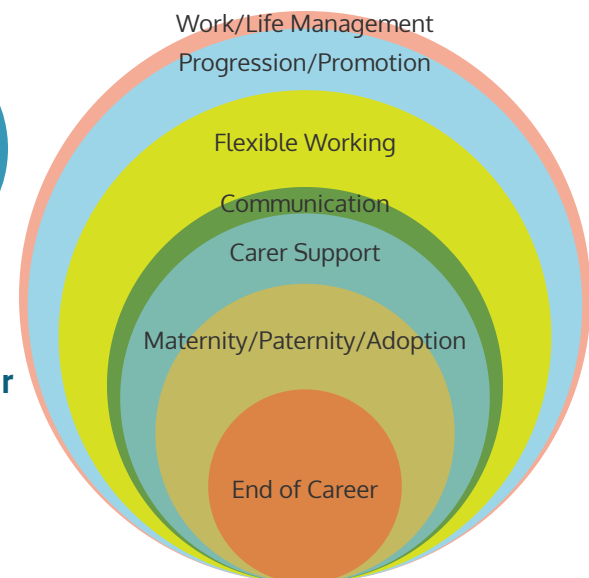 Work/Life Management
Progression/Promotion
Flexible Working
Communication
Carer Support
Maternity/Paternity/Adoption
r
End of Career